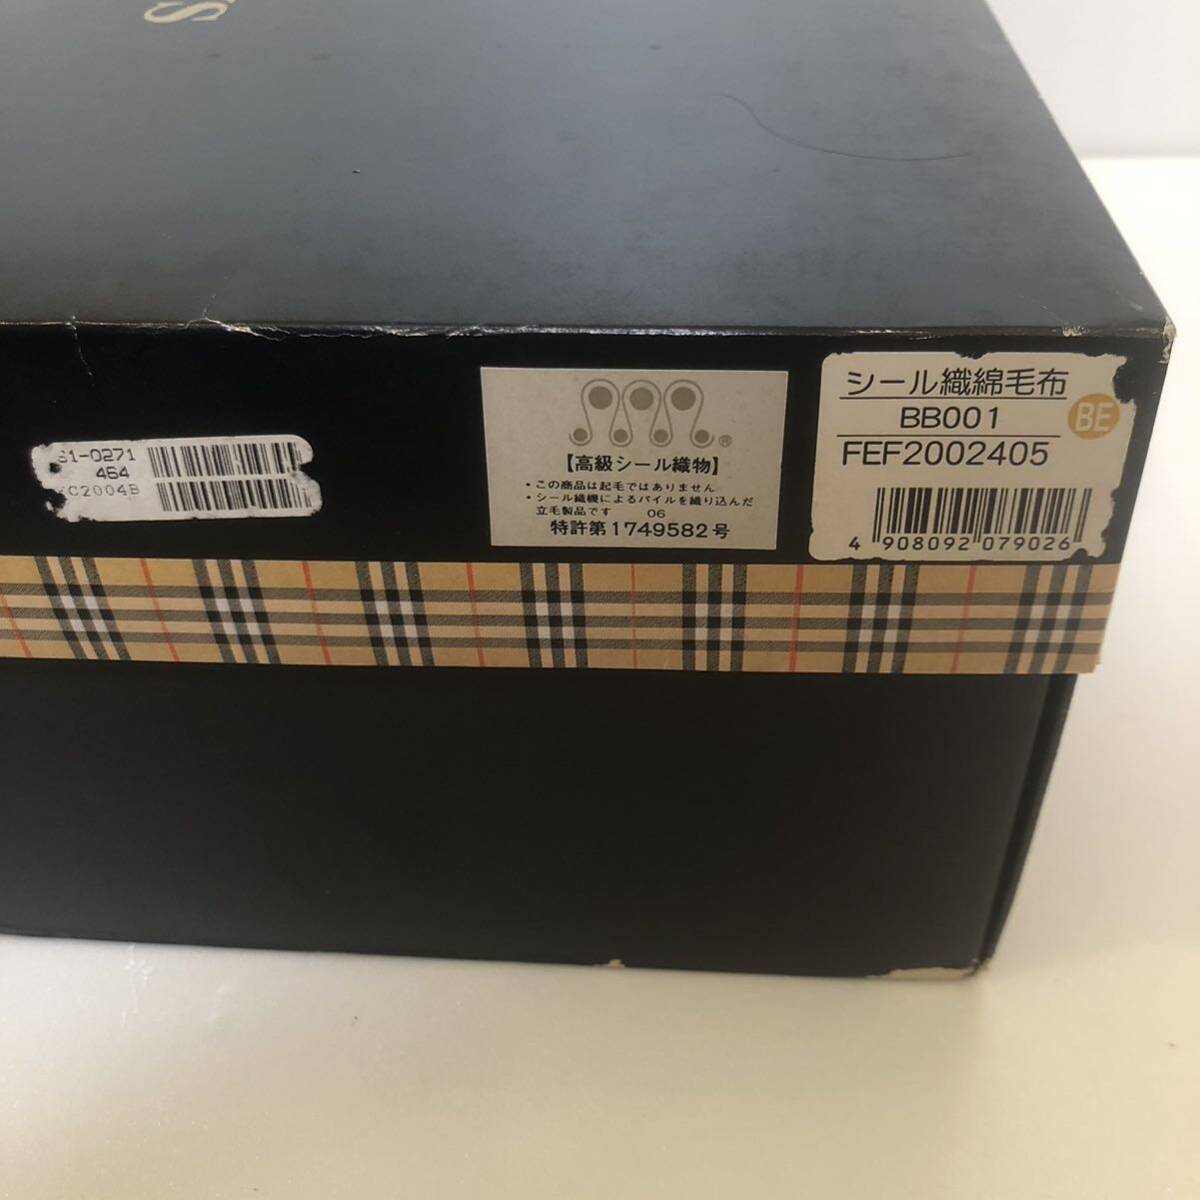 S
61-0271
464
C2004B
®
【高級シール織物】
・この商品は起毛ではありません
・シール織機によるパイルを織り込んだ
立毛製品です 06
特許第1749582号
シール織綿毛布
BB001
BE
FEF2002405
4 908092 079026